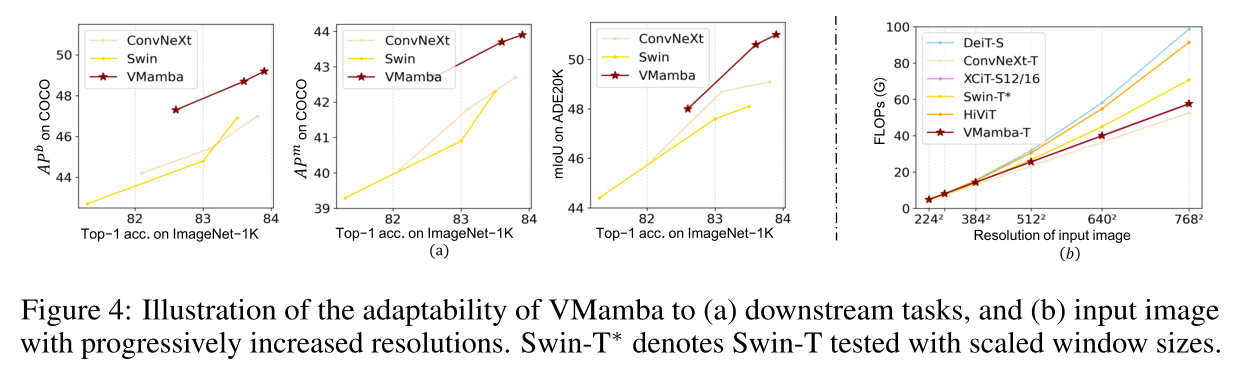 50
48
46
44
82
83
84
AP^b on COCO
Top-1 acc. on ImageNet-1K
ConvNeXt
Swin
VMamba
44
43
42
41
40
39
82
83
84
AP^m on COCO
Top-1 acc. on ImageNet-1K
ConvNeXt
Swin
VMamba
(a)
50
48
46
44
82
83
84
mIoU on ADE20K
Top-1 acc. on ImageNet-1K
ConvNeXt
Swin
VMamba
100
80
60
40
20
0
FLOPs (G)
DeiT-S
ConvNeXt-T
XCiT-S12/16
Swin-T*
HiViT
VMamba-T
224² 384² 512² 640² 768²
Resolution of input image
(b)
Figure 4: Illustration of the adaptability of VMamba to (a) downstream tasks, and (b) input image
with progressively increased resolutions. Swin-T* denotes Swin-T tested with scaled window sizes.